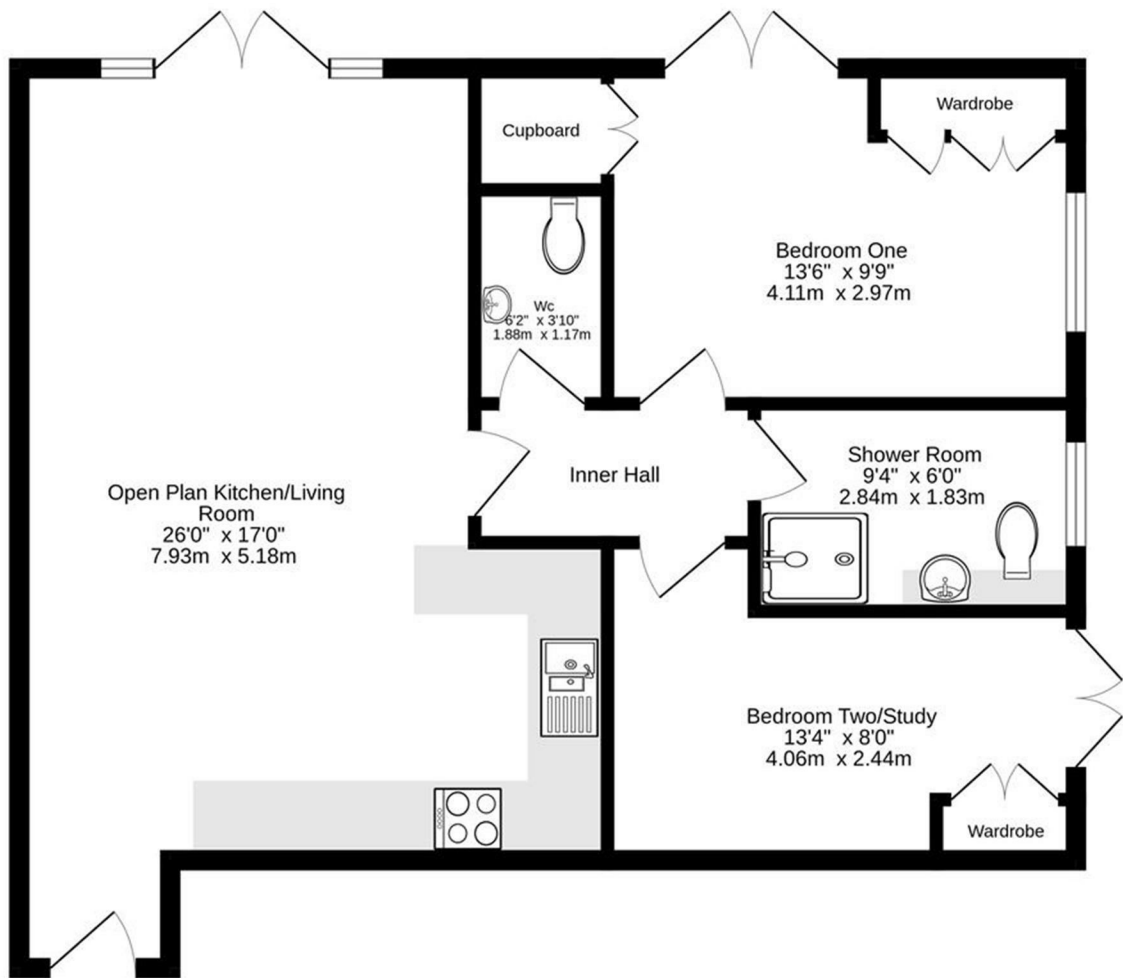 Wardrobe
Cupboard
Bedroom One
13'6" x 9'9"
4.11m x 2.97m
Wc
6'2" x 3'10"
1.88m x 1.17m
Inner Hall
Shower Room
9'4" x 6'0"
2.84m x 1.83m
Open Plan Kitchen/Living
Room
26'0" x 17'0"
7.93m x 5.18m
Bedroom Two/Study
13'4" x 8'0"
4.06m x 2.44m
Wardrobe